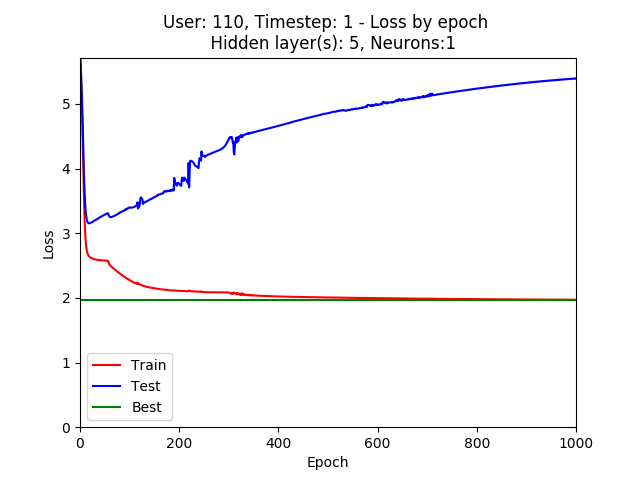 User: 110, Timestep: 1 - Loss by epoch
Hidden layer(s): 5, Neurons:1
5
4
3
2
1
0
Loss
Train
Test
Best
0 200 400 600 800 1000
Epoch